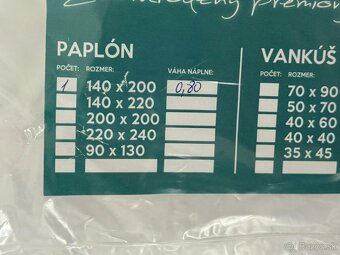 PAPLÓN
POČET: ROZMER: VÁHA NÁPLNE:
1 140 x 200 0,80
140 x 220
200 x 200
220 x 240
90 x 130
VANKÚŠ
POČET: ROZMER:
70 x 90
50 x 70
40 x 60
40 x 40
35 x 45